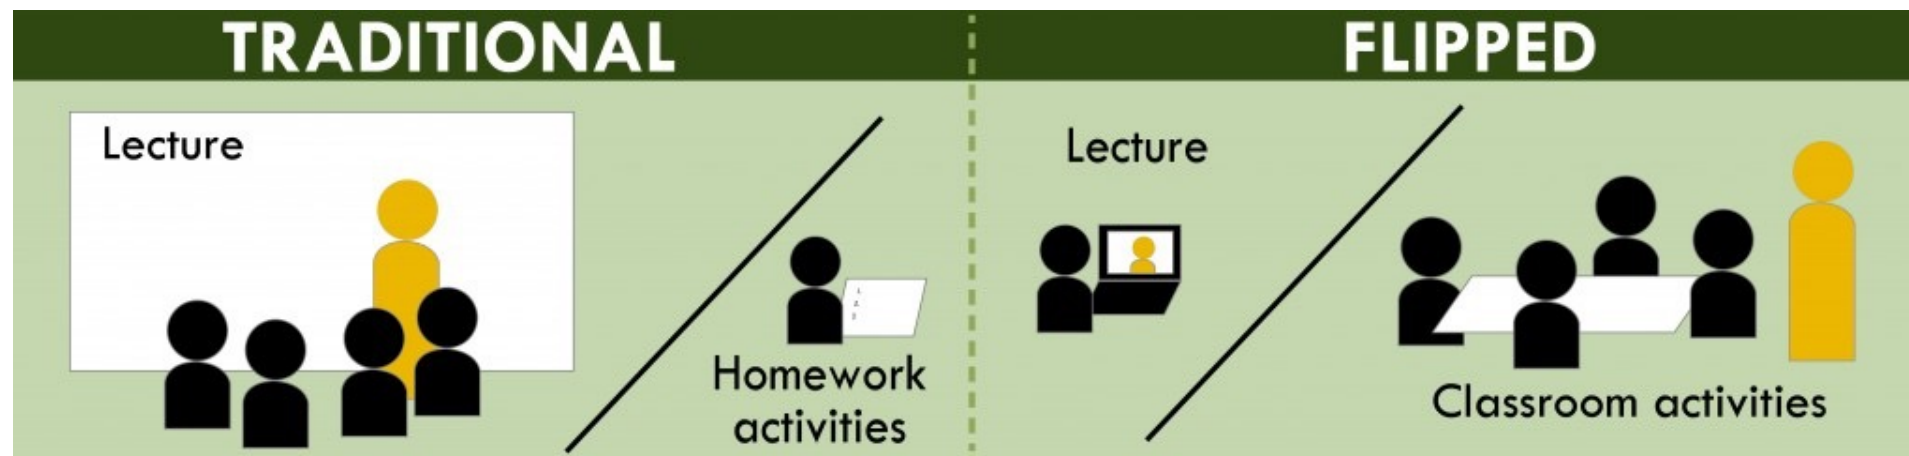 TRADITIONAL
Lecture
Homework
activities
FLIPPED
Lecture
Classroom activities